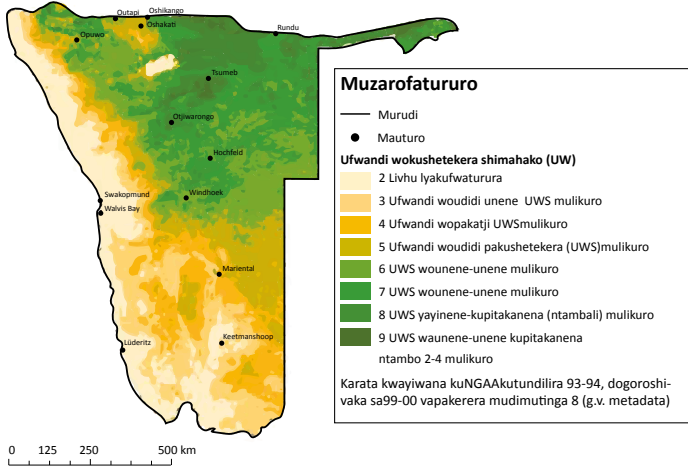 Outapi
Oshikango
Oshakati
Opuwo
Rundu
Tsumeb
Otjiwarongo
Hochfeld
Swakopmund
Walvis Bay
Windhoek
Mariental
Lüderitz
Keetmanshoop
0 125 250 500 km
Muzarofatururo
Murudi
Mauturo
Ufwandi wokushetekera shimahako (UW)
2 Livhu lyakufwaturura
3 Ufwandi woudidi unene UWS mulikuro
4 Ufwandi wopakatji UWSmulikuro
5 Ufwandi woudidi pakushetekera (UWS)mulikuro
6 UWS wounene-unene mulikuro
7 UWS wounene-unene mulikuro
8 UWS yayinene-kupitakanena (ntambali) mulikuro
9 UWS waunene-unene kupitakanena
ntambo 2-4 mulikuro
Karata kwayiwana kuNGAAkutundilira 93-94, dogoroshi-
vaka sa99-00 vapakerera mudimutinga 8 (g.v. metadata)